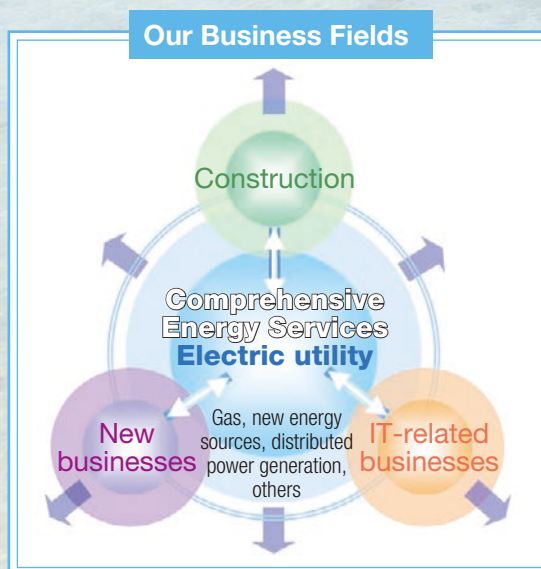 Our Business Fields
Construction
Comprehensive
Energy Services
Electric utility
Gas, new energy
sources, distributed
power generation,
others
New
businesses
IT-related
businesses